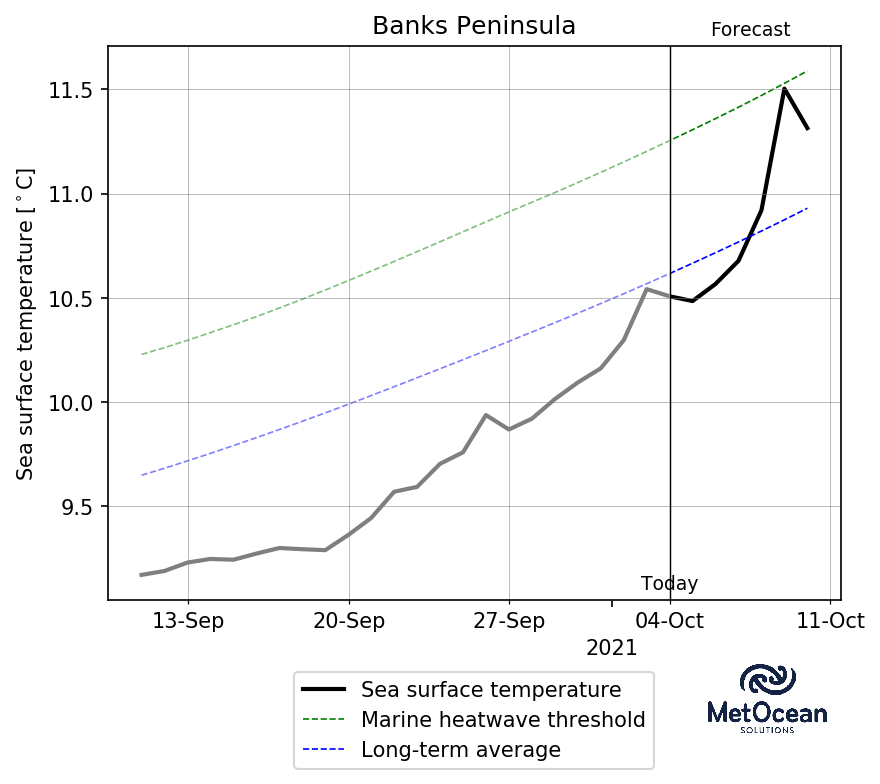 Banks Peninsula
Forecast
Sea surface temperature [°C]
11.5
11.0
10.5
10.0
9.5
Today
13-Sep
20-Sep
27-Sep
04-Oct
11-Oct
2021
Sea surface temperature
Marine heatwave threshold
Long-term average
MetOcean
SOLUTIONS